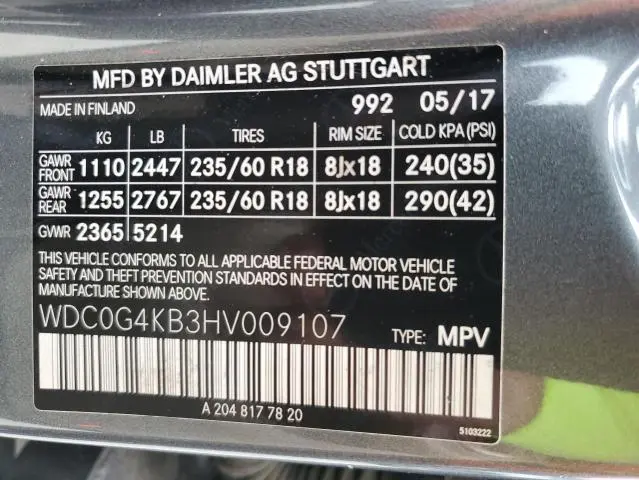 MFD BY DAIMLER AG STUTTGART
MADE IN FINLAND 992 05/17
KG LB TIRES RIM SIZE COLD KPA (PSI)
GAWR FRONT 1110 2447 235/60 R18 8Jx18 240(35)
GAWR REAR 1255 2767 235/60 R18 8Jx18 290(42)
GVWR 2365 5214
THIS VEHICLE CONFORMS TO ALL APPLICABLE FEDERAL MOTOR VEHICLE
SAFETY AND THEFT PREVENTION STANDARDS IN EFFECT ON THE DATE
OF MANUFACTURE SHOWN ABOVE.
WDC0G4KB3HV009107 TYPE: MPV
A 204 817 78 20
5103222